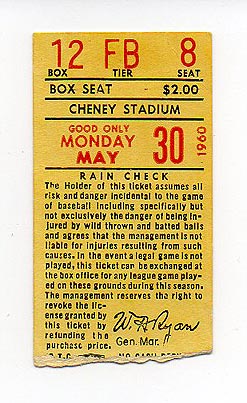 12 FB 8
BOX TIER SEAT
BOX SEAT $2.00
CHENEY STADIUM
GOOD ONLY
MONDAY
MAY 30 1960
RAIN CHECK
The Holder of this ticket assumes all
risk and danger incidental to the game
of baseball including specifically but
not exclusively the danger of being in-
jured by wild thrown and batted balls
and agrees that the management is not
liable for injuries resulting from such
causes. In the event a legal game is not
played, this can be exchanged at
the box office for any league game play-
ed on these grounds during this season.
The management reserves the right to
revoke the li-
cense granted by
this ticket by
refunding the
purchase price.
W. A. Ryan
Gen. Mgr.